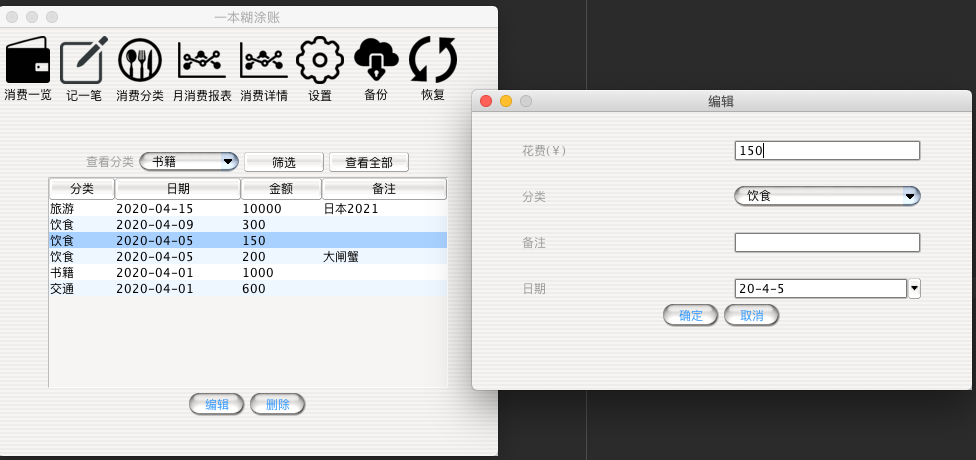 一本糊涂账
消费一览 记一笔 消费分类 月消费报表 消费详情 设置 备份 恢复
查看分类 书籍 筛选 查看全部
分类 日期 金额 备注
旅游 2020-04-15 10000 日本2021
饮食 2020-04-09 300
饮食 2020-04-05 150
饮食 2020-04-05 200 大闸蟹
书籍 2020-04-01 1000
交通 2020-04-01 600
编辑 删除
编辑
花费(¥) 150
分类 饮食
备注
日期 20-4-5
确定 取消